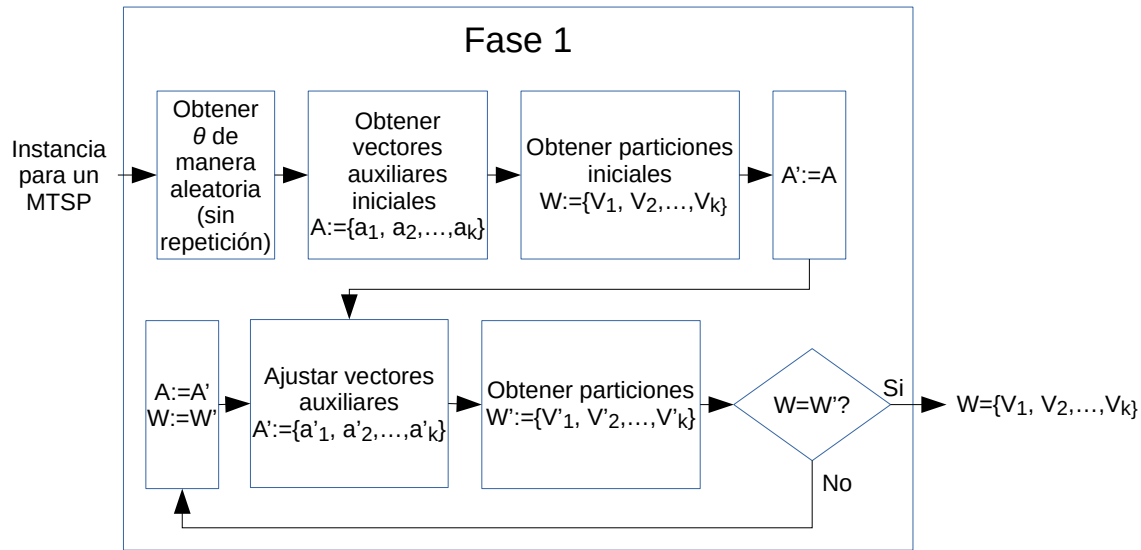 Fase 1
Instancia
para un
MTSP
Obtener
θ de
manera
aleatoria
(sin
repetición)
Obtener
vectores
auxiliares
iniciales
A:={a₁, a₂,…,aₖ}
Obtener particiones
iniciales
W:={V₁, V₂,…,Vₖ}
A’:=A
A:=A’
W:=W’
Ajustar vectores
auxiliares
A’:={a’₁, a’₂,…,a’ₖ}
Obtener particiones
W’:={V’₁, V’₂,…,V’ₖ}
W=W’?
Si
No
W={V₁, V₂,…,Vₖ}